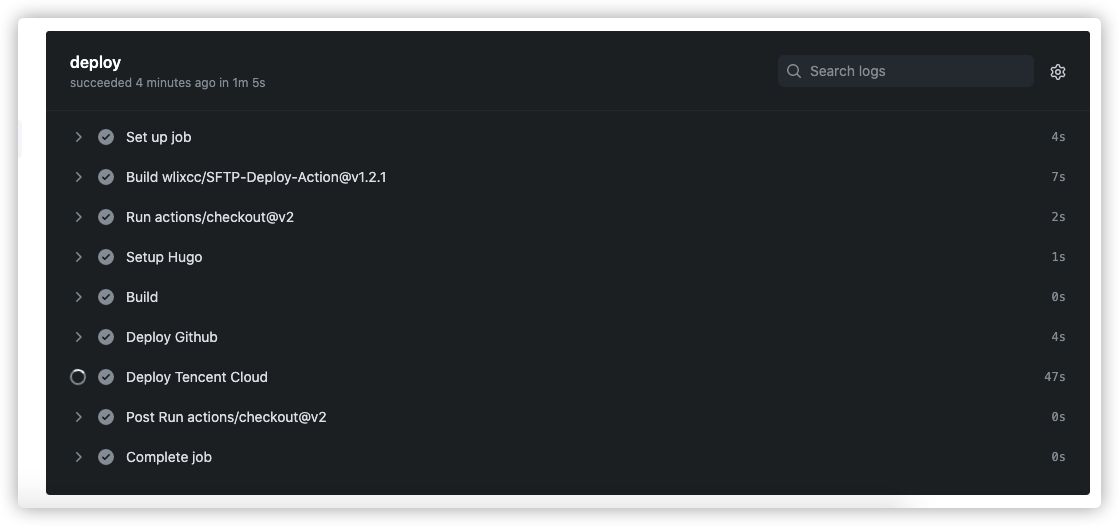 deploy
succeeded 4 minutes ago in 1m 5s
Search logs
Set up job 4s
Build wlixcc/SFTP-Deploy-Action@v1.2.1 7s
Run actions/checkout@v2 2s
Setup Hugo 1s
Build 0s
Deploy Github 4s
Deploy Tencent Cloud 47s
Post Run actions/checkout@v2 0s
Complete job 0s